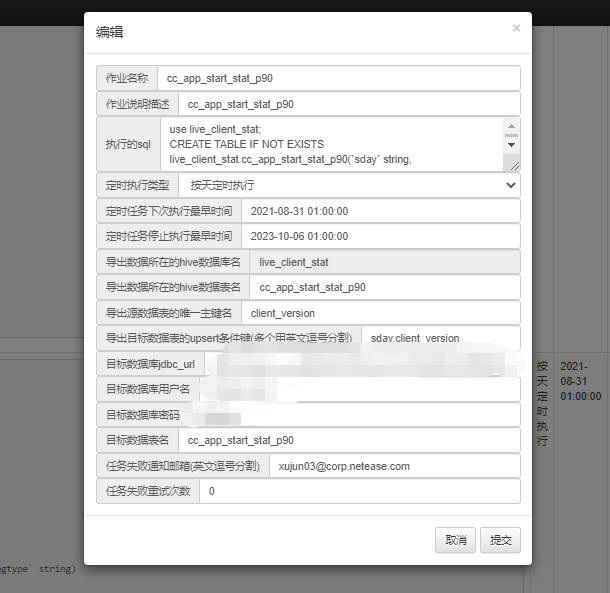 编辑
×
作业名称 cc_app_start_stat_p90
作业说明描述 cc_app_start_stat_p90
执行的sql
use live_client_stat;
CREATE TABLE IF NOT EXISTS
live_client_stat.cc_app_start_stat_p90(`sday` string,
定时执行类型 按天定时执行
定时任务下次执行最早时间 2021-08-31 01:00:00
定时任务停止执行最早时间 2023-10-06 01:00:00
导出数据所在的hive数据库名 live_client_stat
导出数据所在的hive数据表名 cc_app_start_stat_p90
导出源数据表的唯一主键名 client_version
导出目标数据表的upsert条件键(多个用英文逗号分割) sday,client_version
目标数据库jdbc_url
目标数据库用户名
目标数据库密码
目标数据表名 cc_app_start_stat_p90
任务失败通知邮箱(英文逗号分割) xujun03@corp.netease.com
任务失败重试次数 0
取消 提交
按
天
定
时
执
行
2021-
08-31
01:00:00
gtype` string)